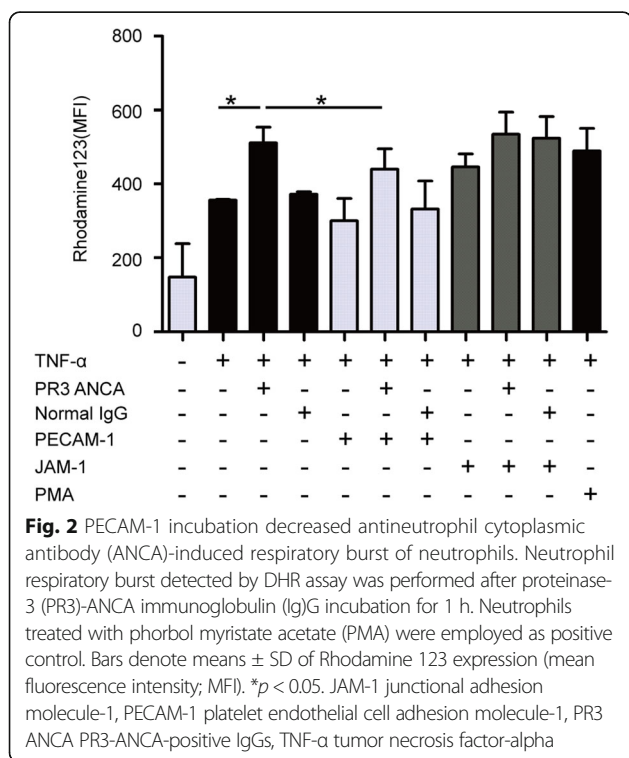 800
600
400
200
0
Rhodamine123(MFI)
* *
TNF-α - + + + + + + + + + +
PR3 ANCA - - + - - + - - + - -
Normal IgG - - - + - - + - - + -
PECAM-1 - - - - + + + - - - -
JAM-1 - - - - - - - + + + -
PMA - - - - - - - - - - +
Fig. 2 PECAM-1 incubation decreased antineutrophil cytoplasmic
antibody (ANCA)-induced respiratory burst of neutrophils. Neutrophil
respiratory burst detected by DHR assay was performed after proteinase-
3 (PR3)-ANCA immunoglobulin (Ig)G incubation for 1 h. Neutrophils
treated with phorbol myristate acetate (PMA) were employed as positive
control. Bars denote means ± SD of Rhodamine 123 expression (mean
fluorescence intensity; MFI). *p < 0.05. JAM-1 junctional adhesion
molecule-1, PECAM-1 platelet endothelial cell adhesion molecule-1, PR3
ANCA PR3-ANCA-positive IgGs, TNF-α tumor necrosis factor-alpha